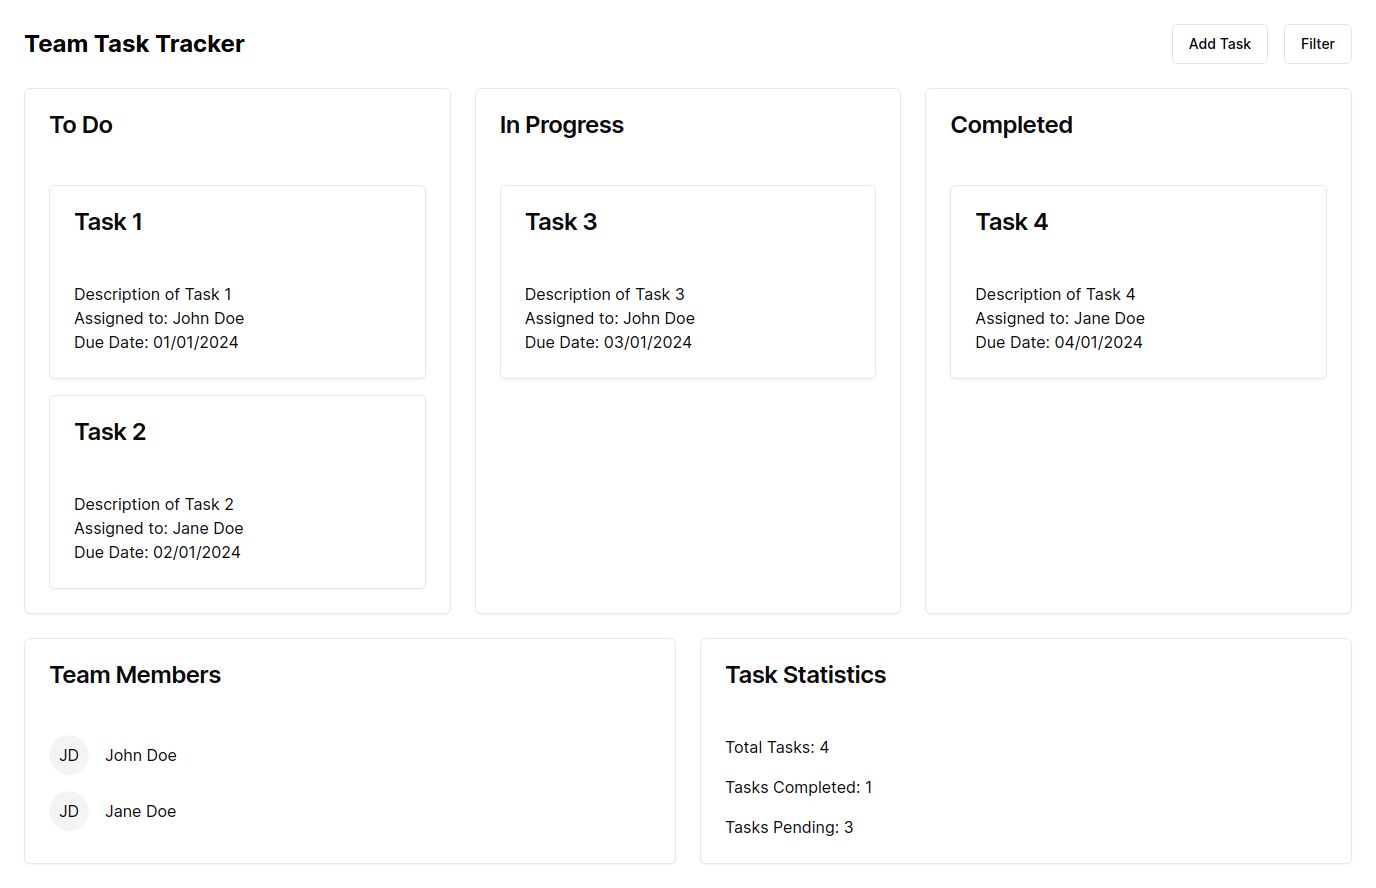 Team Task Tracker
Add Task
Filter
To Do
Task 1
Description of Task 1
Assigned to: John Doe
Due Date: 01/01/2024
Task 2
Description of Task 2
Assigned to: Jane Doe
Due Date: 02/01/2024
In Progress
Task 3
Description of Task 3
Assigned to: John Doe
Due Date: 03/01/2024
Completed
Task 4
Description of Task 4
Assigned to: Jane Doe
Due Date: 04/01/2024
Team Members
JD John Doe
JD Jane Doe
Task Statistics
Total Tasks: 4
Tasks Completed: 1
Tasks Pending: 3